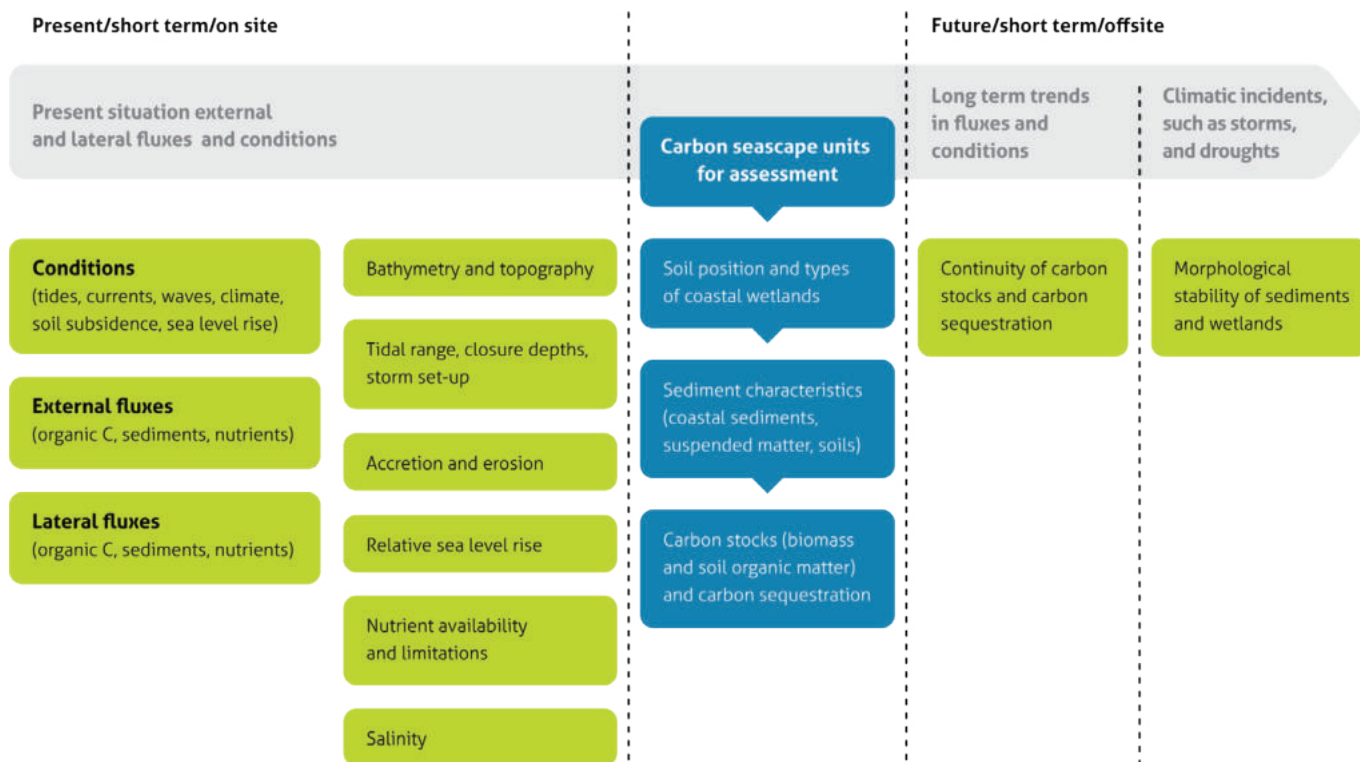 Present/short term/on site
Future/short term/offsite
Present situation external
and lateral fluxes and conditions
Carbon seascape units
for assessment
Long term trends
in fluxes and
conditions
Climatic incidents,
such as storms,
and droughts
Conditions
(tides, currents, waves, climate,
soil subsidence, sea level rise)
External fluxes
(organic C, sediments, nutrients)
Lateral fluxes
(organic C, sediments, nutrients)
Bathymetry and topography
Tidal range, closure depths,
storm set-up
Accretion and erosion
Relative sea level rise
Nutrient availability
and limitations
Salinity
Soil position and types
of coastal wetlands
Sediment characteristics
(coastal sediments,
suspended matter, soils)
Carbon stocks (biomass
and soil organic matter)
and carbon sequestration
Continuity of carbon
stocks and carbon
sequestration
Morphological
stability of sediments
and wetlands